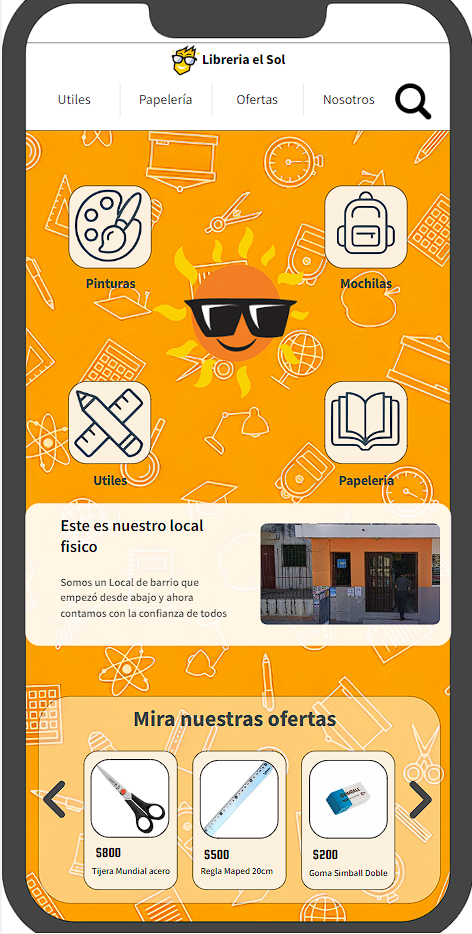 Libreria el Sol
Utiles
Papelería
Ofertas
Nosotros
Pinturas
Mochilas
Utiles
Papeleria
Este es nuestro local
fisico
Somos un Local de barrio que
empezó desde abajo y ahora
contamos con la confianza de todos
Mira nuestras ofertas
$800
Tijera Mundial acero
$500
Regla Maped 20cm
$200
Goma Simball Doble